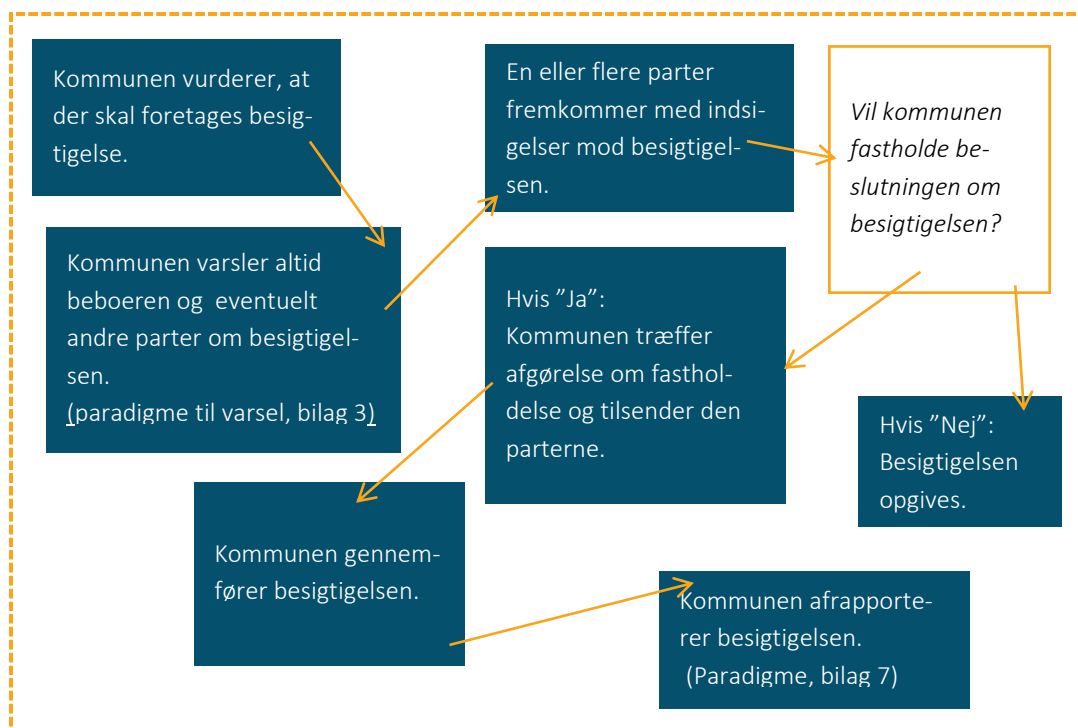 Kommunen vurderer, at
der skal foretages besig-
tigelse.
Kommunen varsler altid
beboeren og eventuelt
andre parter om besigtigel-
sen.
(paradigme til varsel, bilag 3)
En eller flere parter
fremkommer med indsi-
gelser mod besigtigel-
sen.
Vil kommunen
fastholde be-
slutningen om
besigtigelsen?
Hvis ”Ja”:
Kommunen træffer
afgørelse om fasthol-
delse og tilsender den
parterne.
Hvis ”Nej”:
Besigtigelsen
opgives.
Kommunen gennem-
fører besigtigelsen.
Kommunen afrapporte-
rer besigtigelsen.
(Paradigme, bilag 7)